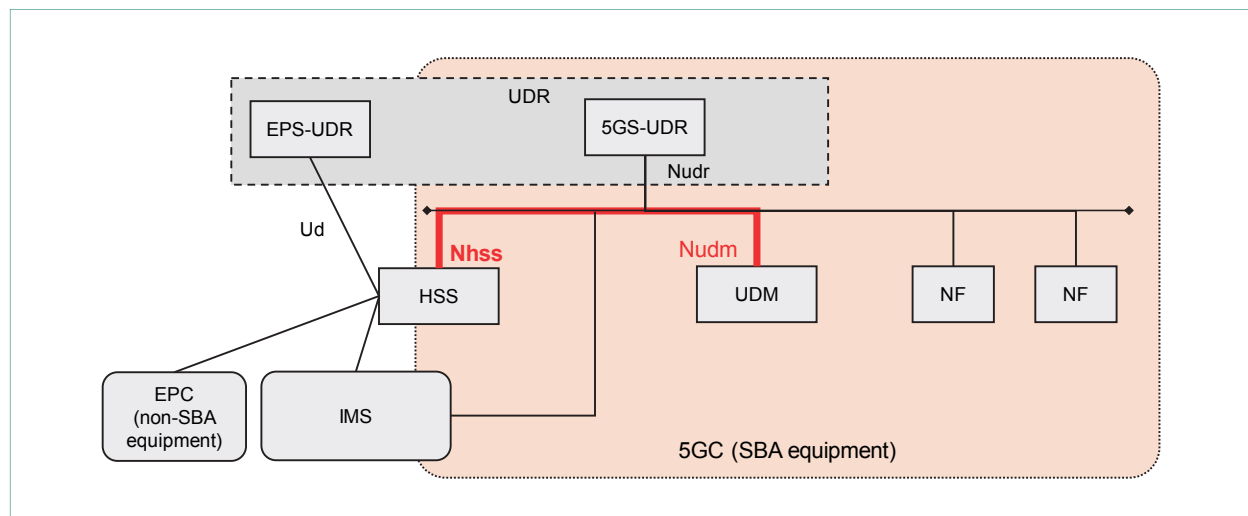 UDR
EPS-UDR
5GS-UDR
Nudr
Ud
Nhss
Nudm
HSS
UDM
NF
NF
EPC
(non-SBA
equipment)
IMS
5GC (SBA equipment)